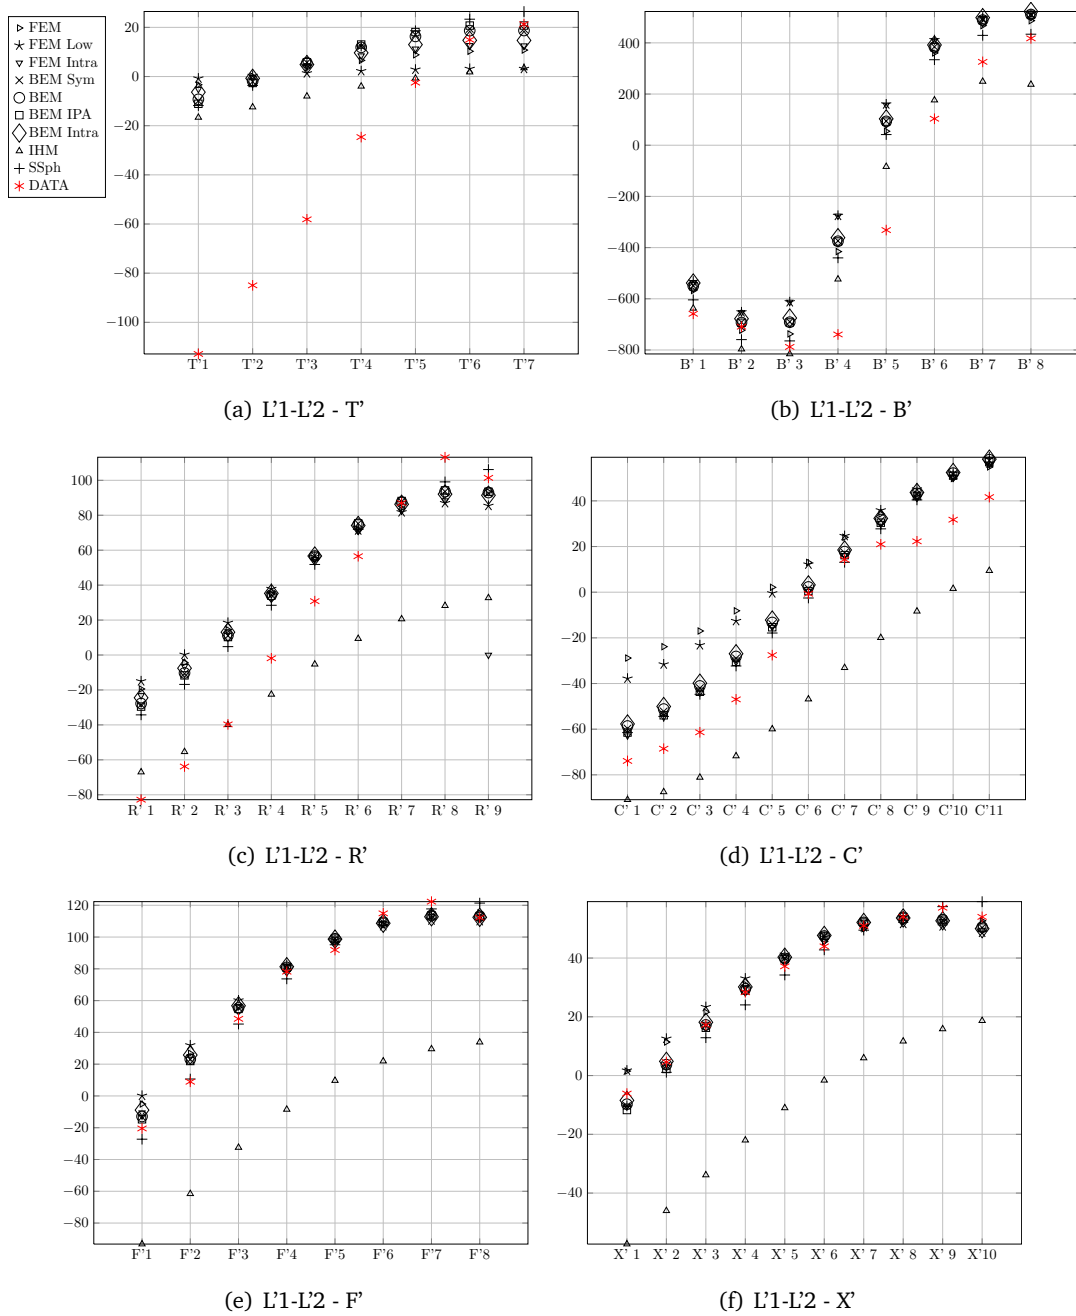 FEM
FEM Low
FEM Intra
BEM Sym
BEM
BEM IPA
BEM Intra
IHM
SSph
DATA
20
0
−20
−40
−60
−80
−100
T'1 T'2 T'3 T'4 T'5 T'6 T'7
(a) L'1-L'2 - T'
400
200
0
−200
−400
−600
−800
B' 1 B' 2 B' 3 B' 4 B' 5 B' 6 B' 7 B' 8
(b) L'1-L'2 - B'
100
80
60
40
20
0
−20
−40
−60
−80
R' 1 R' 2 R' 3 R' 4 R' 5 R' 6 R' 7 R' 8 R' 9
(c) L'1-L'2 - R'
40
20
0
−20
−40
−60
−80
C' 1 C' 2 C' 3 C' 4 C' 5 C' 6 C' 7 C' 8 C' 9 C'10 C'11
(d) L'1-L'2 - C'
120
100
80
60
40
20
0
−20
−40
−60
−80
F'1 F'2 F'3 F'4 F'5 F'6 F'7 F'8
(e) L'1-L'2 - F'
40
20
0
−20
−40
X' 1 X' 2 X' 3 X' 4 X' 5 X' 6 X' 7 X' 8 X' 9 X'10
(f) L'1-L'2 - X'